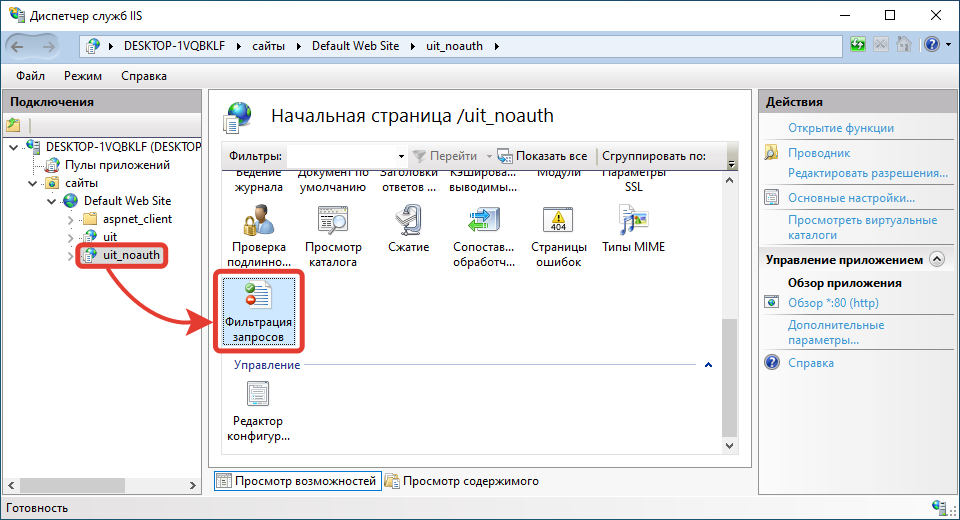 Диспетчер служб IIS
DESKTOP-1VQBKLF
сайты
Default Web Site
uit_noauth
Файл
Режим
Справка
Подключения
DESKTOP-1VQBKLF (DESKTOP
Пулы приложений
сайты
Default Web Site
aspnet_client
uit
uit_noauth
Начальная страница /uit_noauth
Фильтры:
Перейти
Показать все
Сгруппировать по:
Ведение журнала
Документ по умолчанию
Заголовки ответов ...
Кэширова... выводимы...
Модули
Параметры SSL
Проверка подлинно...
Просмотр каталога
Сжатие
Сопостав... обработч...
404
Страницы ошибок
Типы MIME
Фильтрация запросов
Управление
Редактор конфигур...
Просмотр возможностей
Просмотр содержимого
Действия
Открытие функции
Проводник
Редактировать разрешения...
Основные настройки...
Просмотреть виртуальные каталоги
Управление приложением
Обзор приложения
Обзор *:80 (http)
Дополнительные параметры...
Справка
Готовность